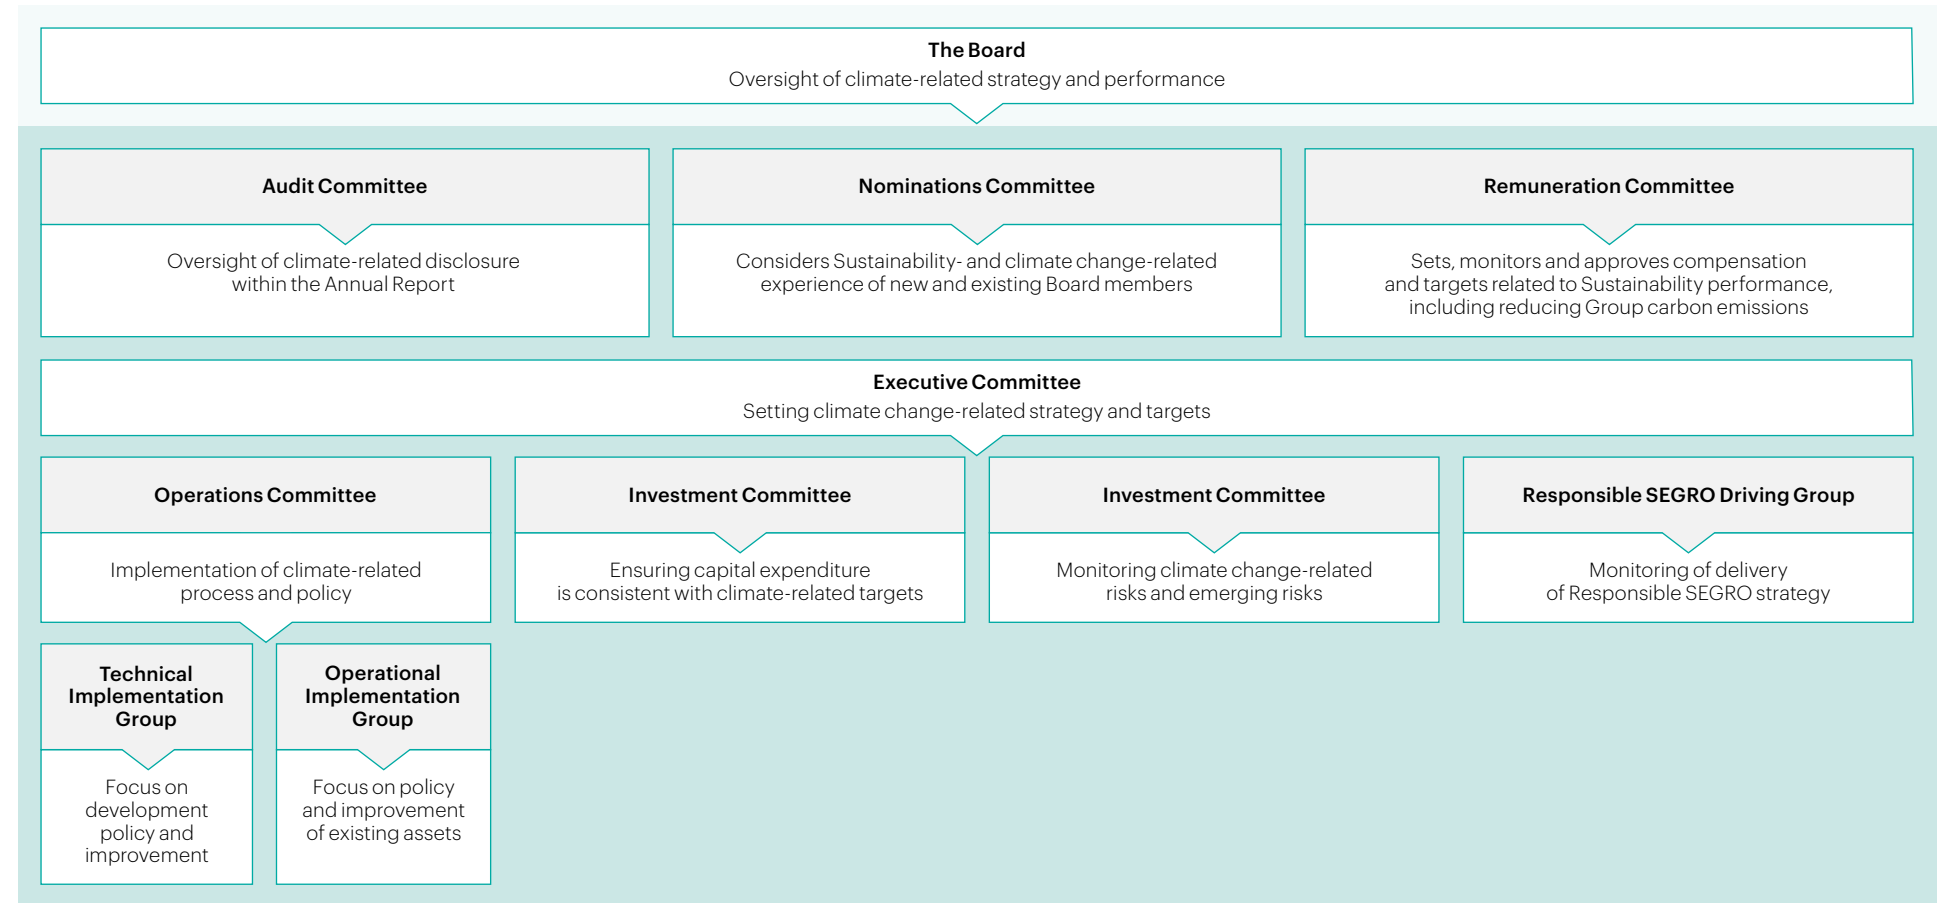 The Board
Oversight of climate-related strategy and performance
Audit Committee
Oversight of climate-related disclosure
within the Annual Report
Nominations Committee
Considers Sustainability- and climate change-related
experience of new and existing Board members
Remuneration Committee
Sets, monitors and approves compensation
and targets related to Sustainability performance,
including reducing Group carbon emissions
Executive Committee
Setting climate change-related strategy and targets
Operations Committee
Implementation of climate-related
process and policy
Investment Committee
Ensuring capital expenditure
is consistent with climate-related targets
Investment Committee
Monitoring climate change-related
risks and emerging risks
Responsible SEGRO Driving Group
Monitoring of delivery
of Responsible SEGRO strategy
Technical
Implementation
Group
Focus on
development
policy and
improvement
Operational
Implementation
Group
Focus on policy
and improvement
of existing assets